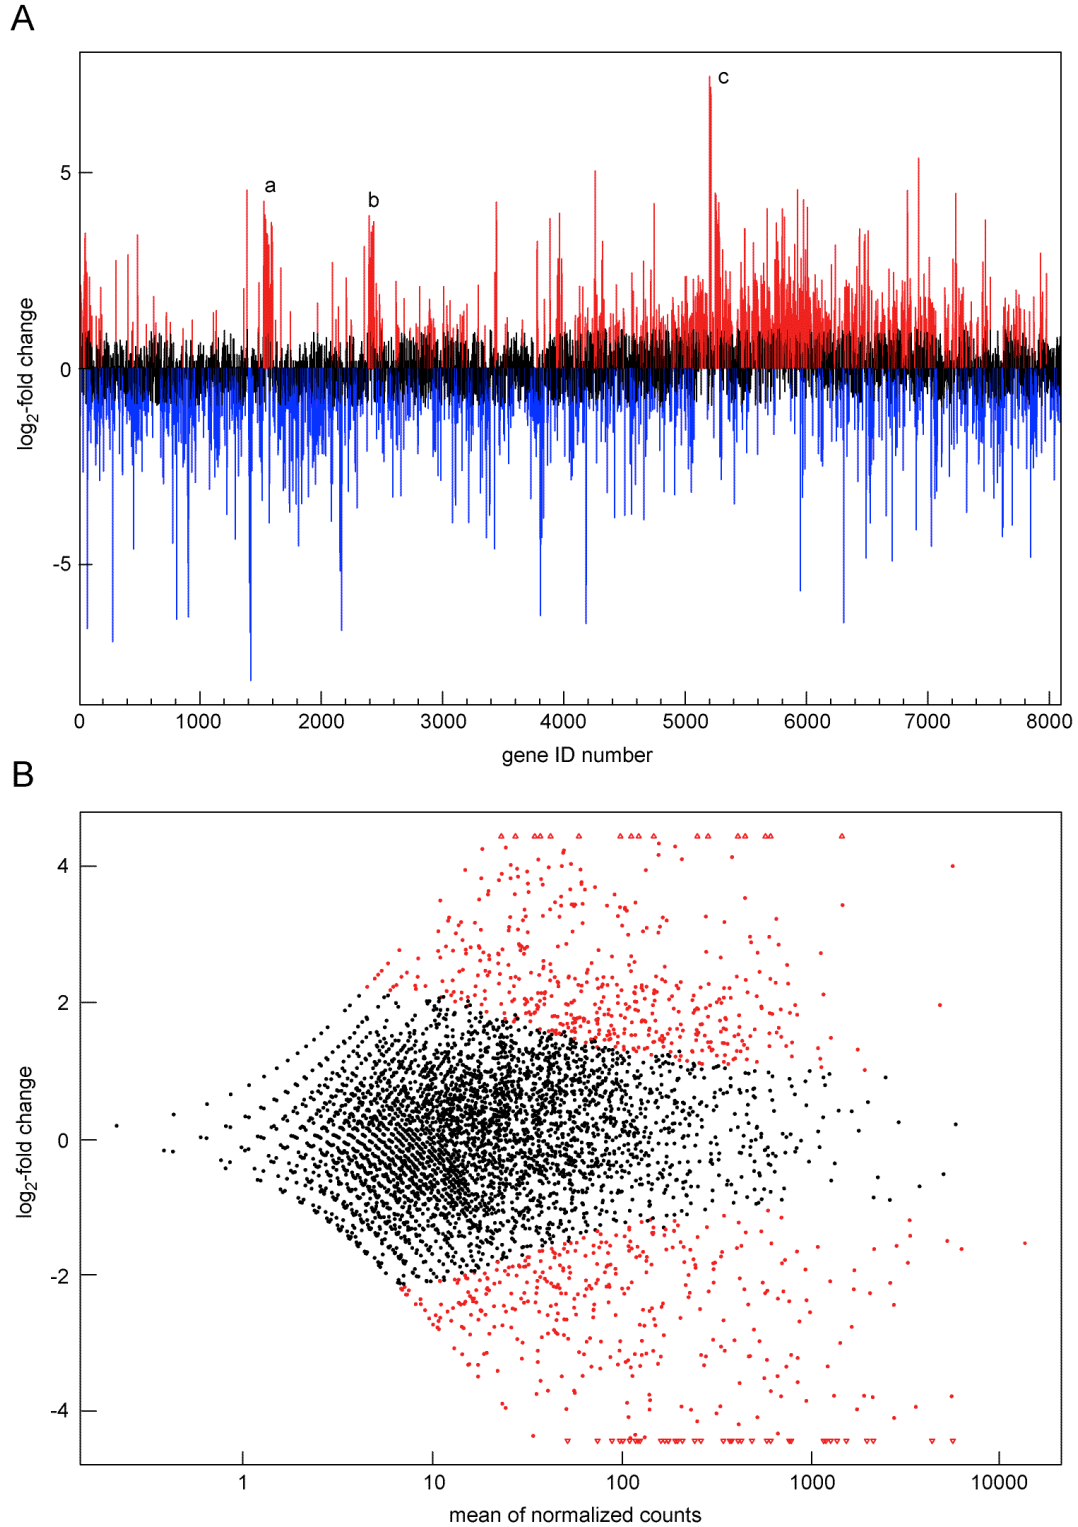 A
c
a
b
5
0
-5
log2-fold change
0 1000 2000 3000 4000 5000 6000 7000 8000
gene ID number
B
4
2
0
-2
-4
log2-fold change
1 10 100 1000 10000
mean of normalized counts